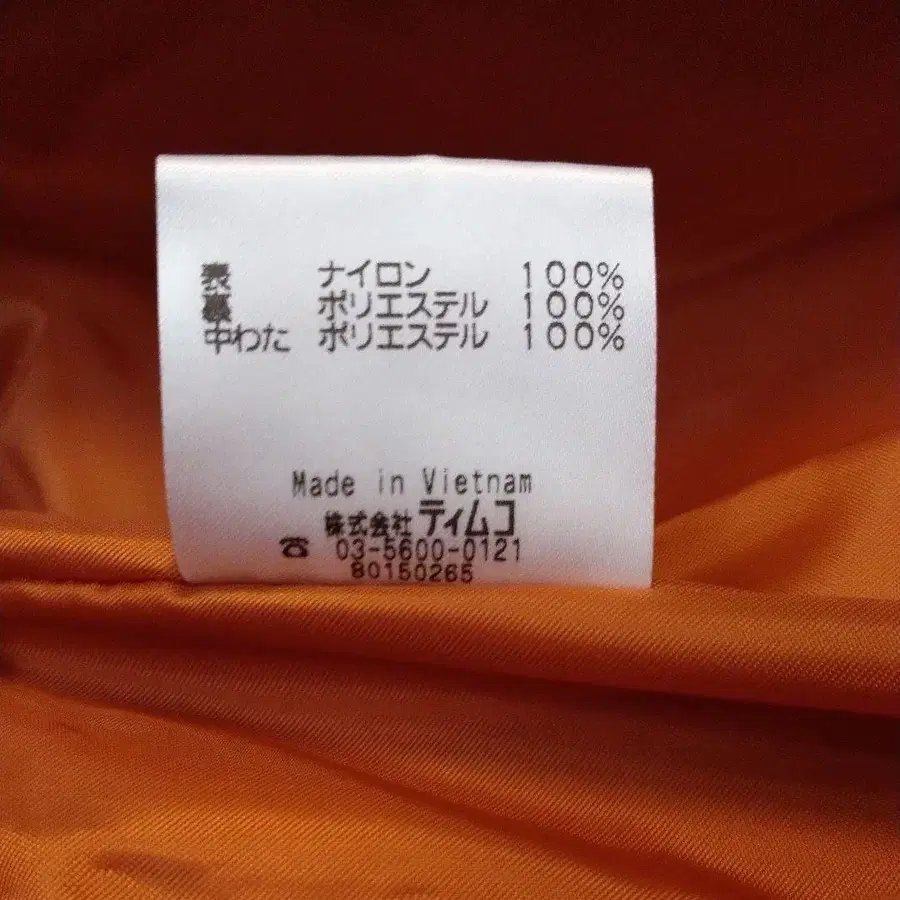 表 ナイロン 100%
裏 ポリエステル 100%
中わた ポリエステル 100%
Made in Vietnam
株式会社 ティムコ
☎ 03-5600-0121
80150265